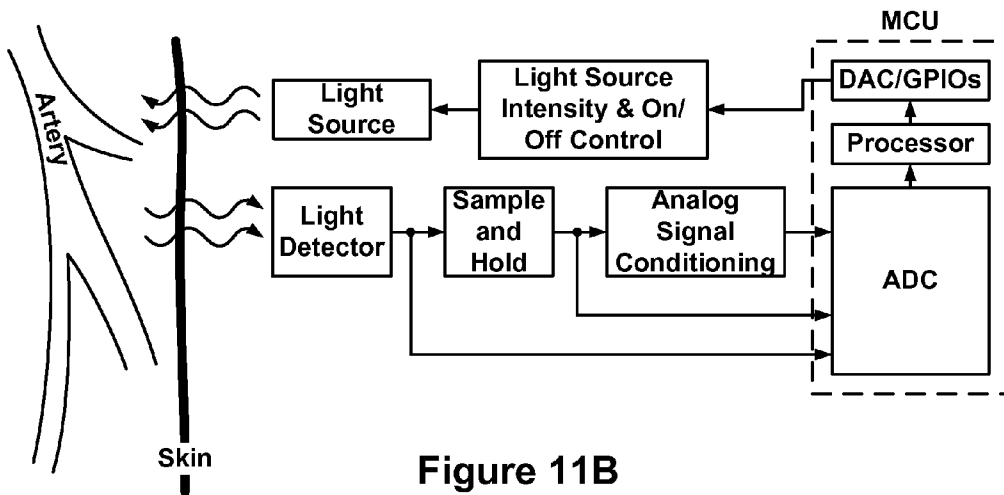 MCU
Light
Source
Light Source
Intensity & On/
Off Control
DAC/GPIOs
Processor
Artery
Light
Detector
Sample
and
Hold
Analog
Signal
Conditioning
ADC
Skin
Figure 11B